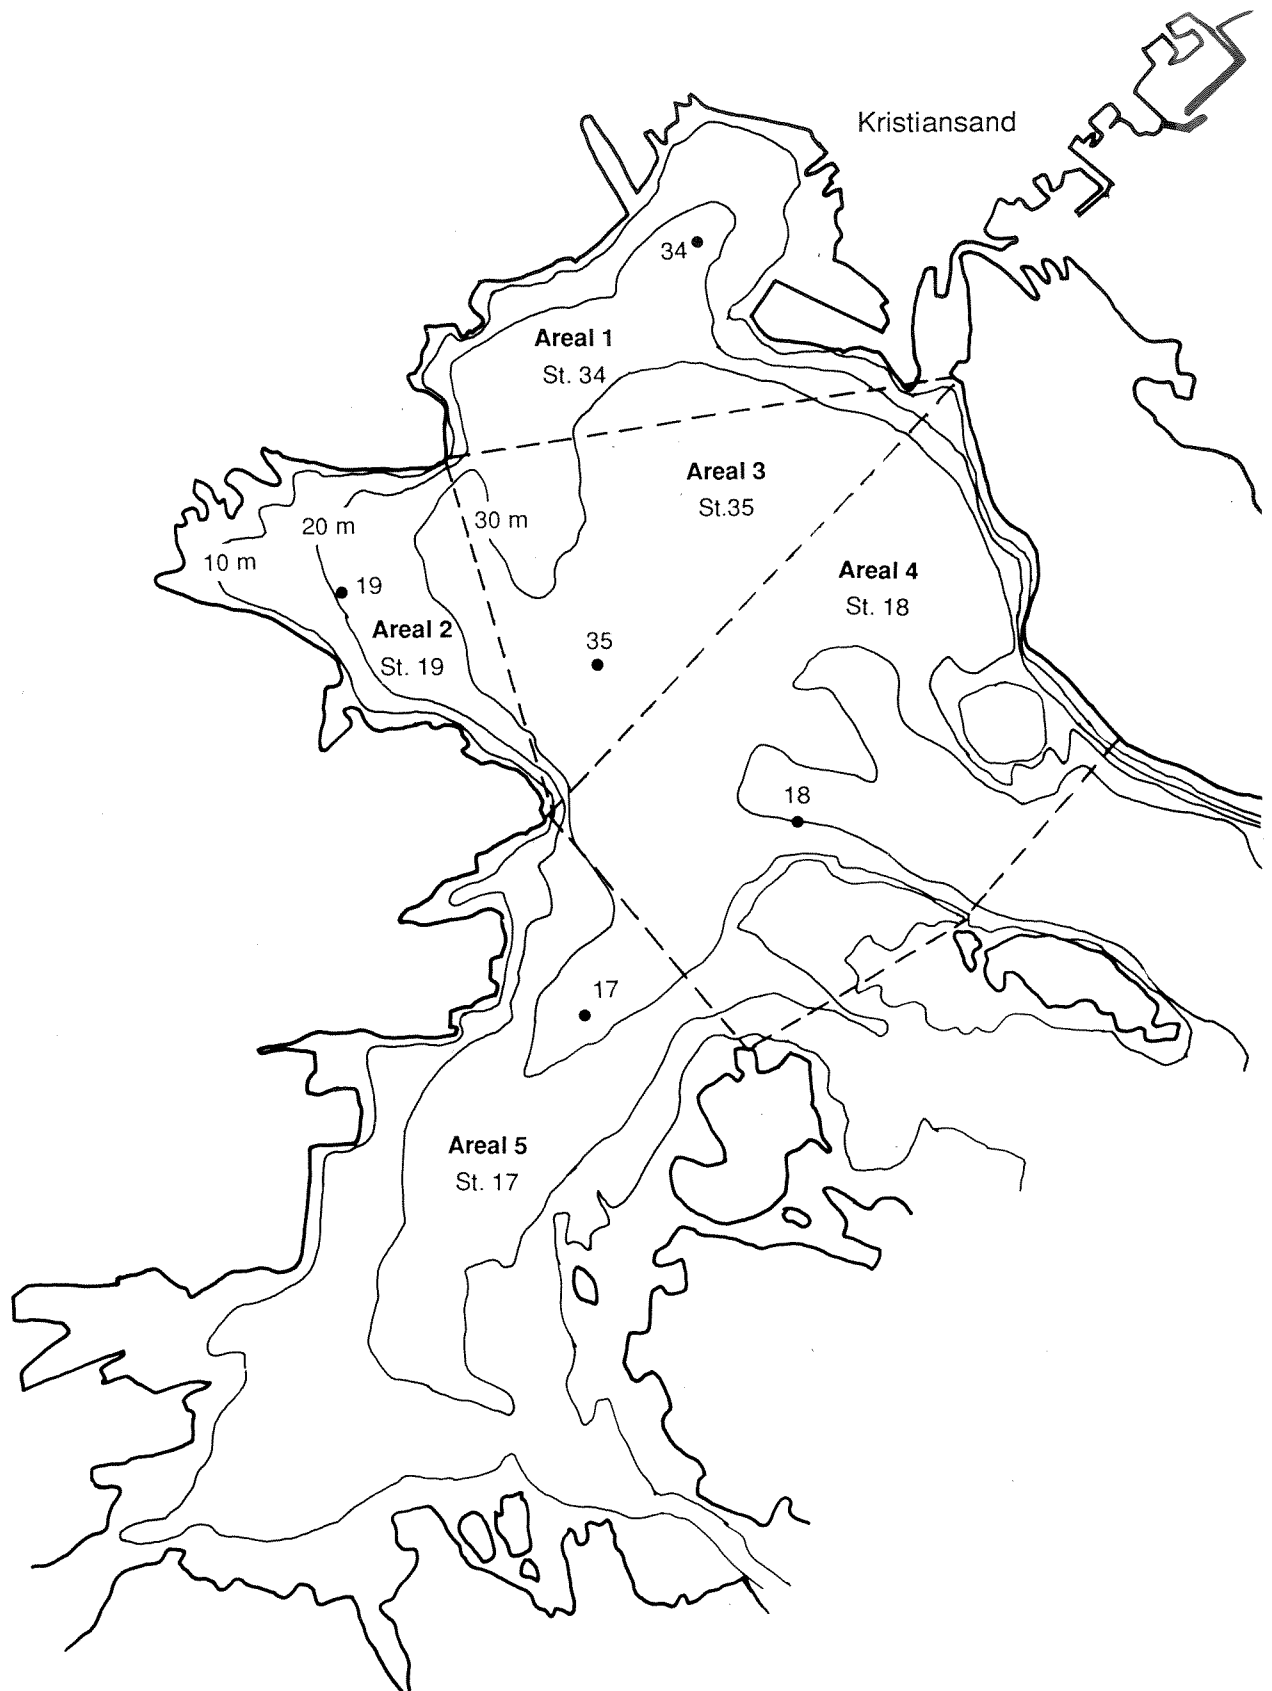 Kristiansand
34
Areal 1
St. 34
Areal 3
St.35
20 m
30 m
10 m
Areal 4
St. 18
19
Areal 2
St. 19
35
18
17
Areal 5
St. 17